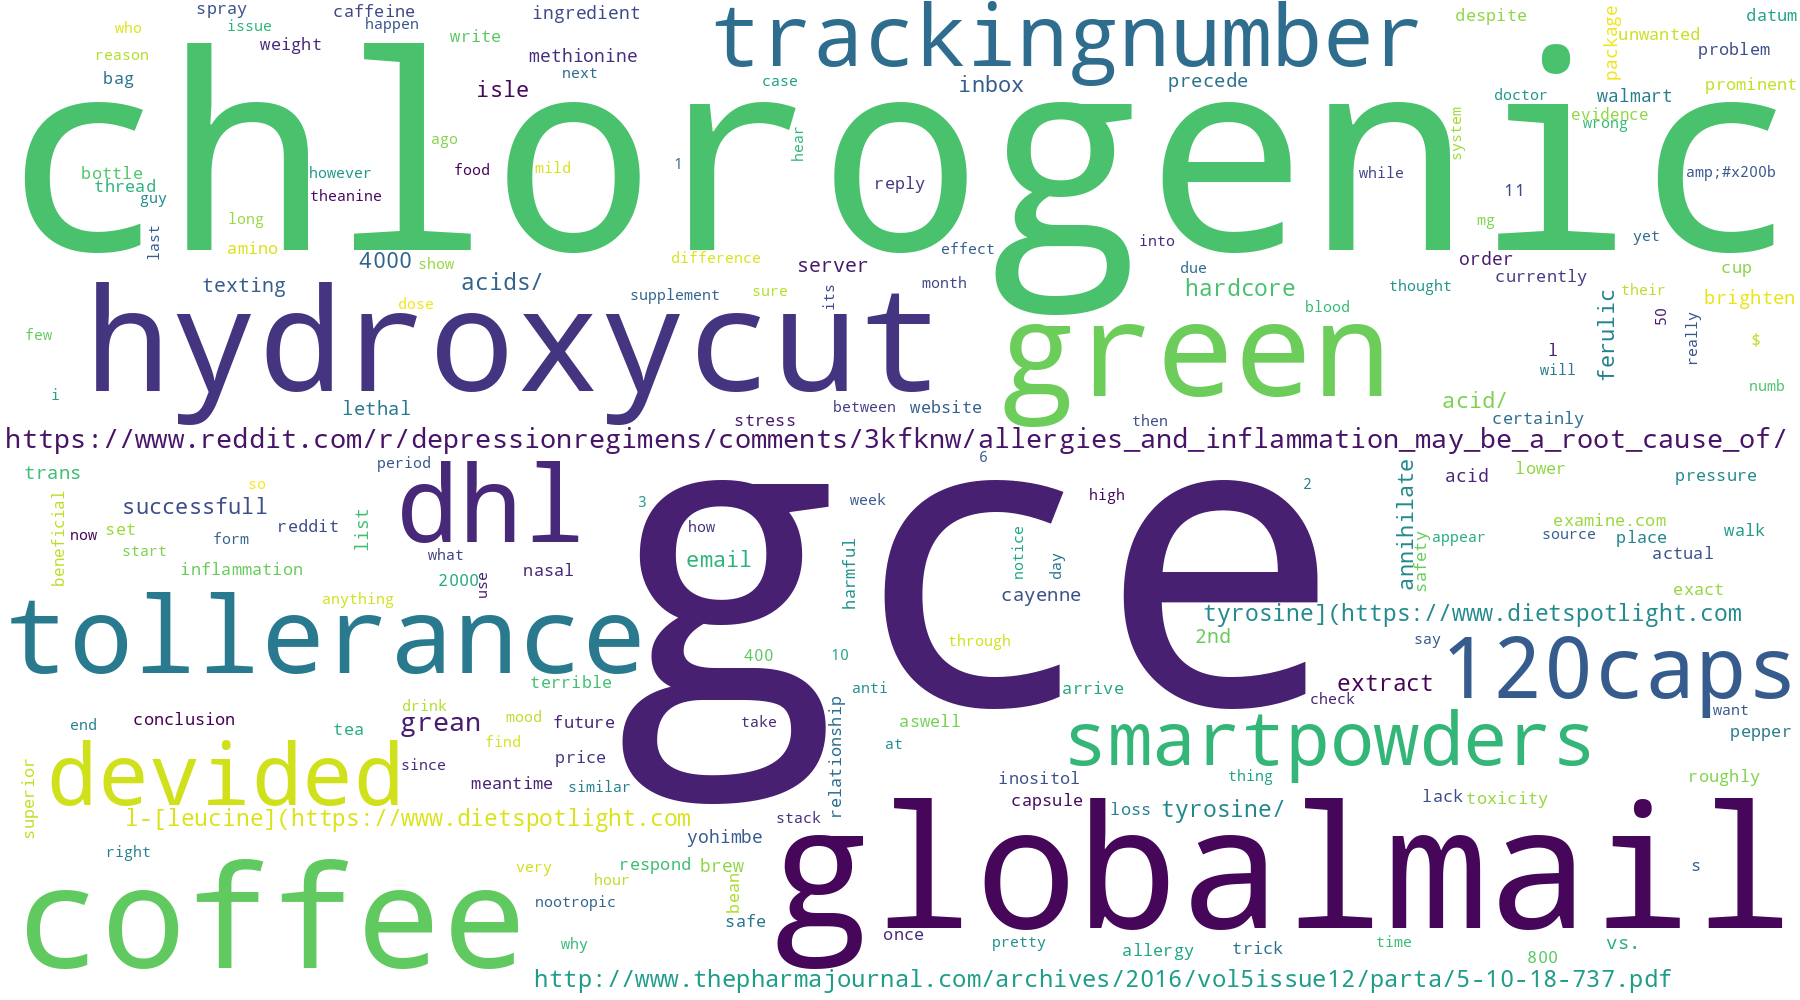 spray
caffeine
ingredient
trackingnumber
despite
package
datum
who
issue
happen
write
unwanted
reason
weight
methionine
problem
bag
next
isle
case
inbox
precede
doctor
walmart
prominent
chlorogenic
evidence
wrong
system
hear
ago
bottle
thread
guy
however
theanine
food
mild
1
reply
while
11
amp;#x200b
long
last
amino
4000
show
difference
effect
into
mg
yet
texting
acids/
server
month
due
order
currently
cup
dose
supplement
sure
its
hardcore
thought
their
brighten
blood
ferulic
50
really
few
hydroxycut
green
l
$
will
i
numb
lethal
stress
between
website
then
acid/
certainly
https://www.reddit.com/r/depressionregimens/comments/3kfknw/allergies_and_inflammation_may_be_a_root_cause_of/
trans
period
6
acid
lower
pressure
so
dhl
gce
3
week
high
2
annihilate
successfull
beneficial
now
set
reddit
list
how
examine.com
start
form
what
email
notice
day
safety
appear
source
place
walk
actual
inflammation
2000
use
nasal
harmful
cayenne
exact
tollerance
anything
tyrosine](https://www.dietspotlight.com
through
2nd
say
120caps
400
10
terrible
anti
arrive
extract
check
want
end
conclusion
drink
grean
mood
future
take
relationship
aswell
smartpowders
pepper
tea
find
at
devided
since
price
meantime
similar
inositol
thing
roughly
superior
capsule
loss
tyrosine/
lack
toxicity
l-[leucine](https://www.dietspotlight.com
stack
yohimbe
globalmail
right
very
respond
brew
s
coffee
hour
bean
nootropic
safe
once
why
pretty
allergy
trick
time
800
vs.
http://www.thepharmajournal.com/archives/2016/vol5issue12/parta/5-10-18-737.pdf